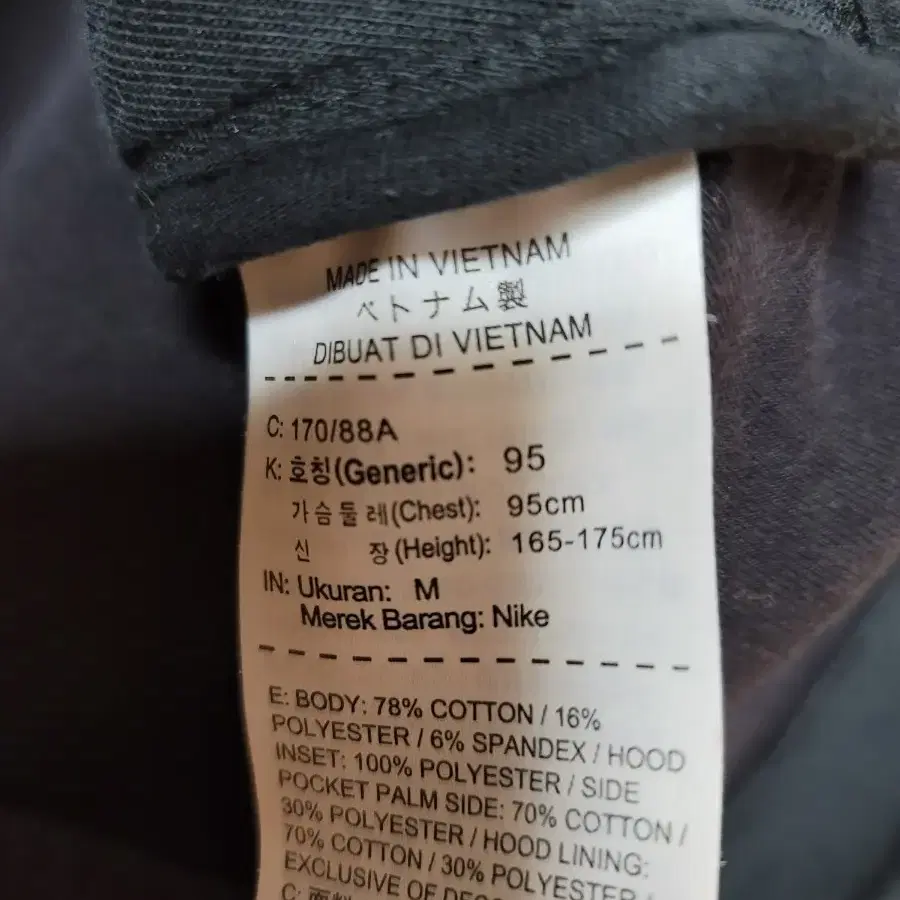 MADE IN VIETNAM
ベトナム製
DIBUAT DI VIETNAM
C: 170/88A
K: 호칭(Generic): 95
가슴둘레(Chest): 95cm
신 장(Height): 165-175cm
IN: Ukuran: M
Merek Barang: Nike
E: BODY: 78% COTTON / 16%
POLYESTER / 6% SPANDEX / HOOD
INSET: 100% POLYESTER / SIDE
POCKET PALM SIDE: 70% COTTON /
30% POLYESTER / HOOD LINING:
70% COTTON / 30% POLYESTER /
EXCLUSIVE OF
C: